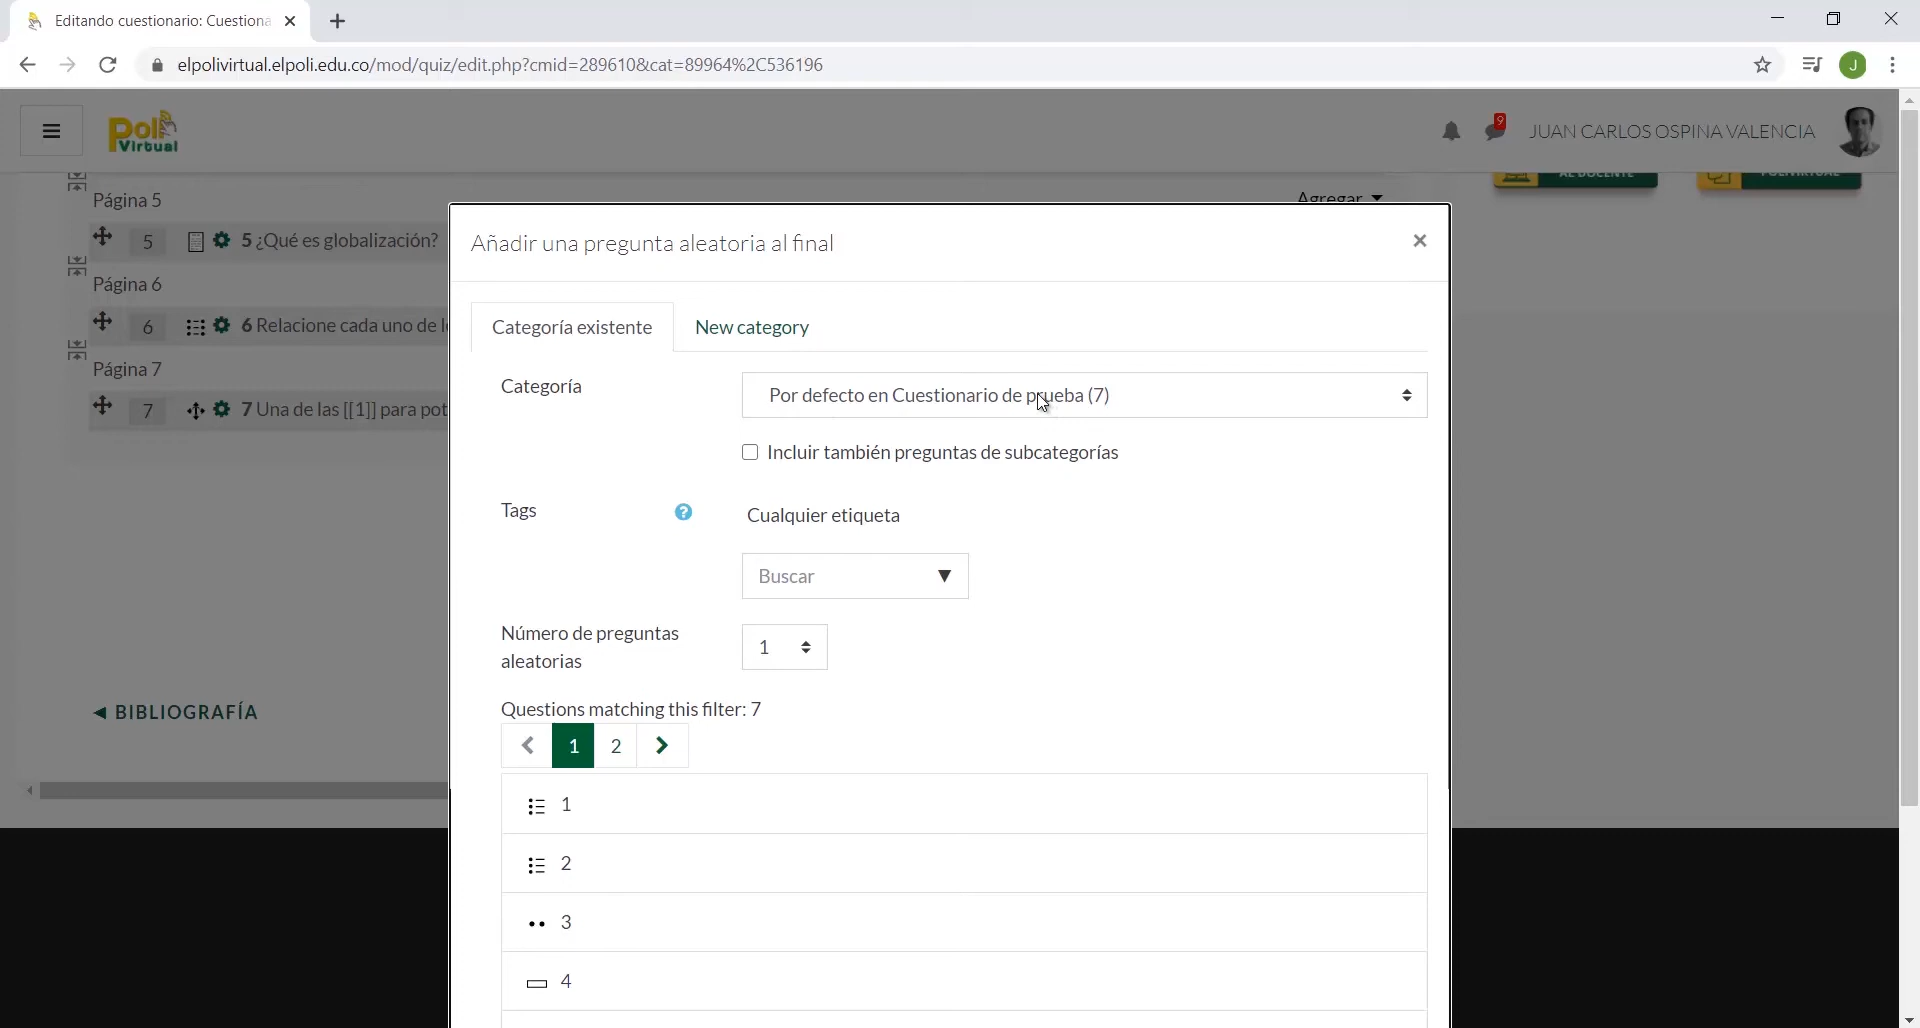 Editando cuestionario: Cuestiona
elpolivirtual.elpoli.edu.co/mod/quiz/edit.php?cmid=289610&cat=89964%2C536196
J
Poli
Virtual
9
JUAN CARLOS OSPINA VALENCIA
AL DOCENTE
POLIVIRTUAL
Página 5
Agregar
5
5 ¿Qué es globalización?
Página 6
6
6 Relacione cada uno de l
Página 7
7
7 Una de las [[1]] para pot
◄ BIBLIOGRAFÍA
Añadir una pregunta aleatoria al final
×
Categoría existente
New category
Categoría
Por defecto en Cuestionario de prueba (7)
Incluir también preguntas de subcategorías
Tags
Cualquier etiqueta
Buscar ▼
Número de preguntas
aleatorias
1
Questions matching this filter: 7
1 2
1
2
3
4